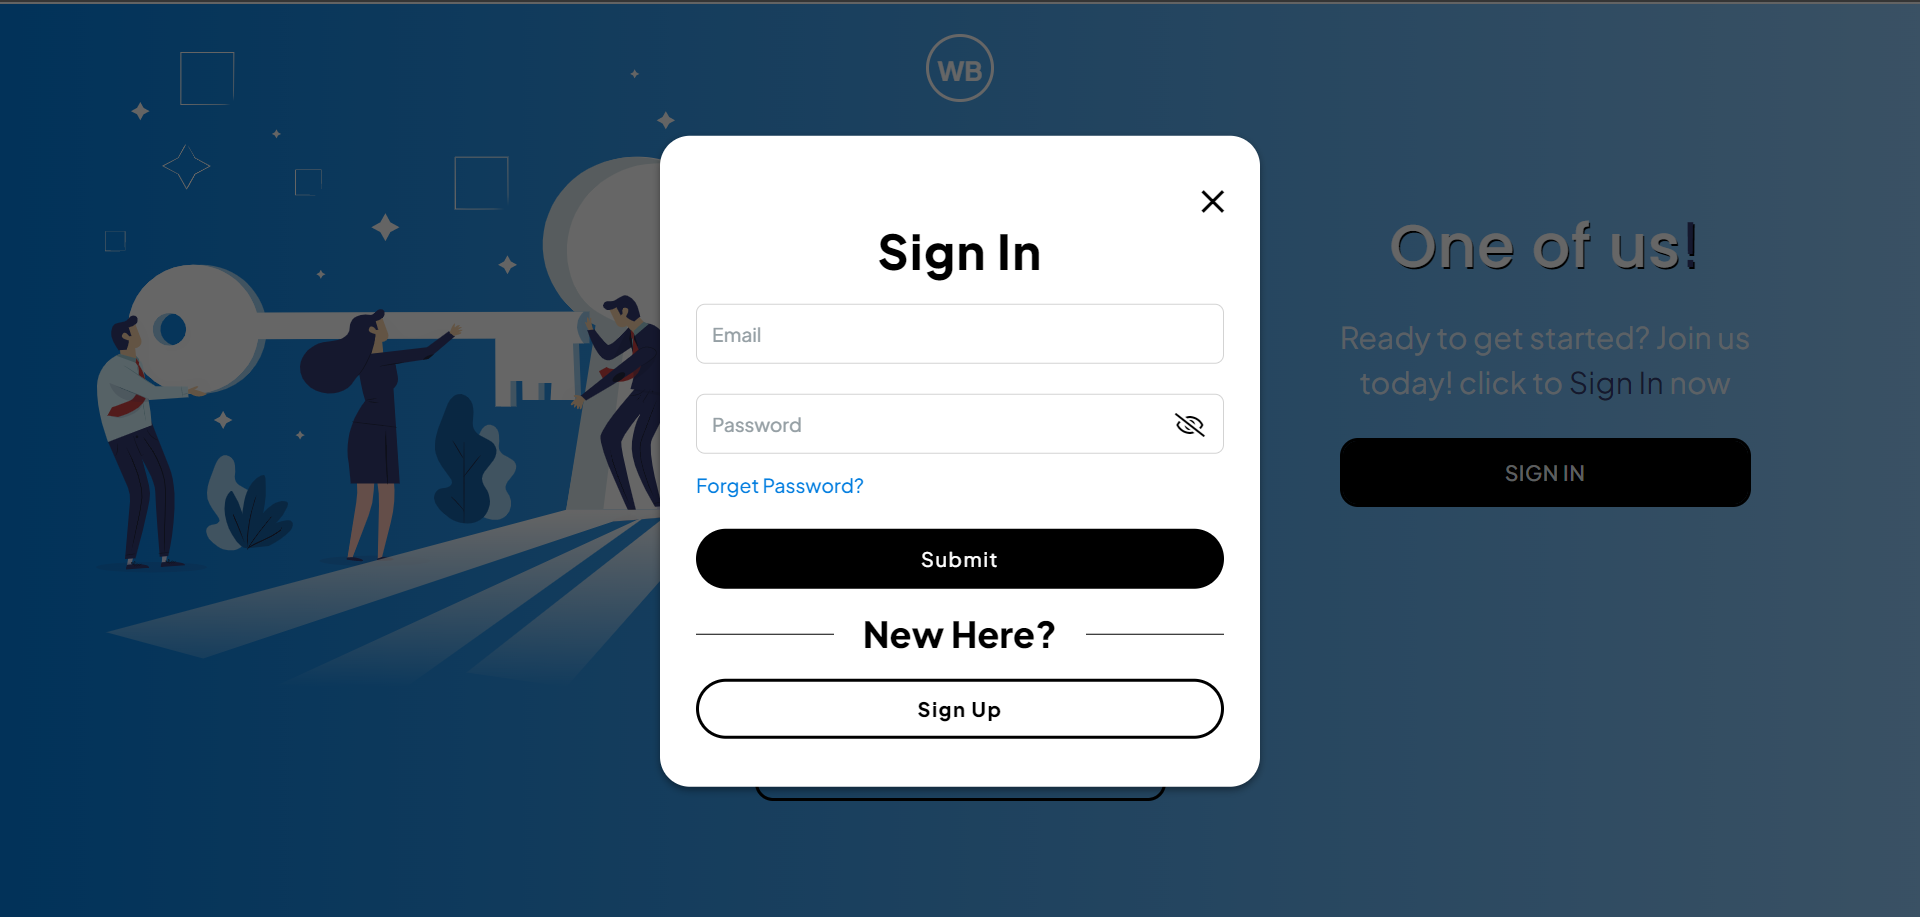 WB
Sign In
Email
Password
Forget Password?
Submit
New Here?
Sign Up
One of us!
Ready to get started? Join us
today! click to Sign In now
SIGN IN